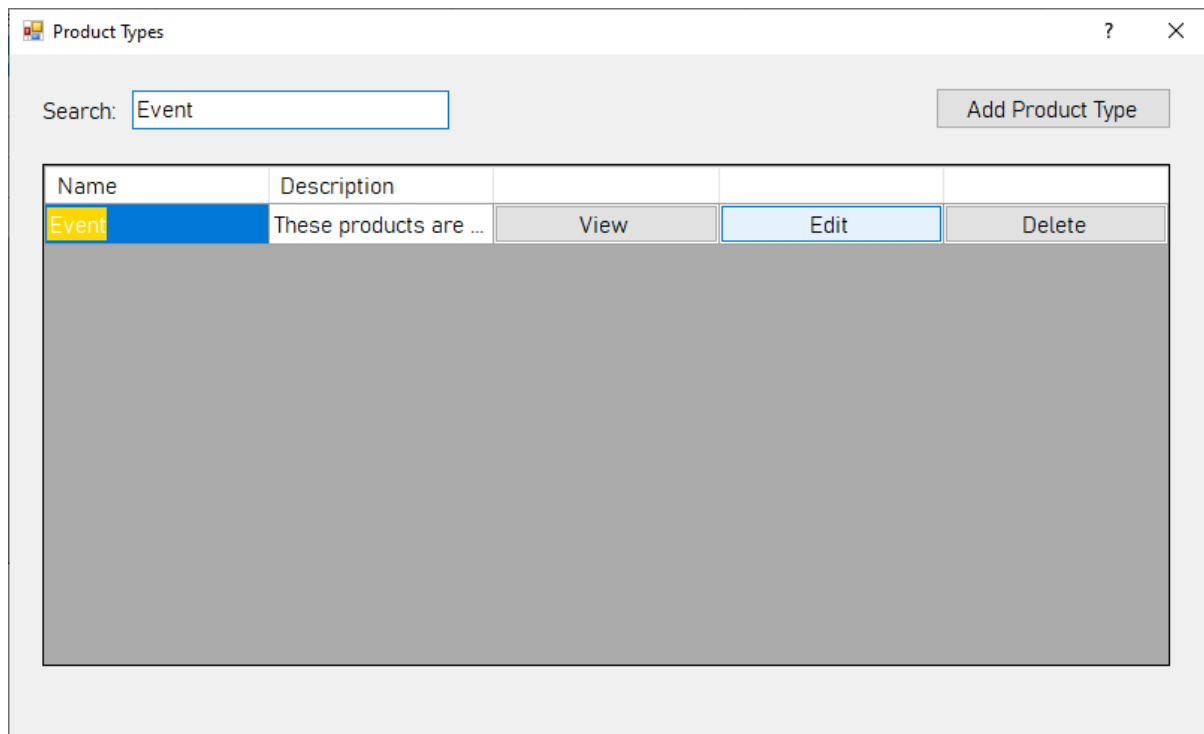 Product Types ?
Search: Event Add Product Type
Name Description
Event These products are ... View Edit Delete